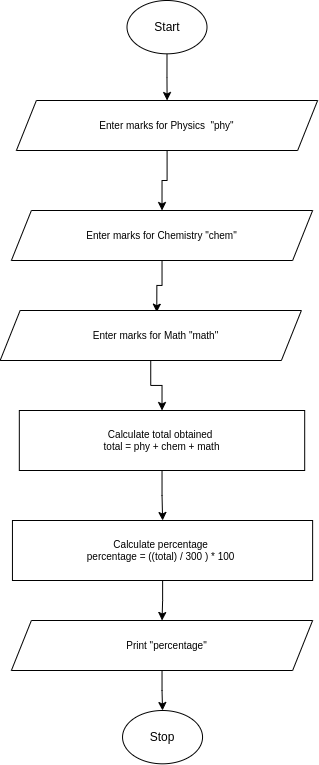 Start
Enter marks for Physics  "phy"
Enter marks for Chemistry "chem"
Enter marks for Math "math"
Calculate total obtained
total = phy + chem + math
Calculate percentage
percentage = ((total) / 300 ) * 100
Print "percentage"
Stop